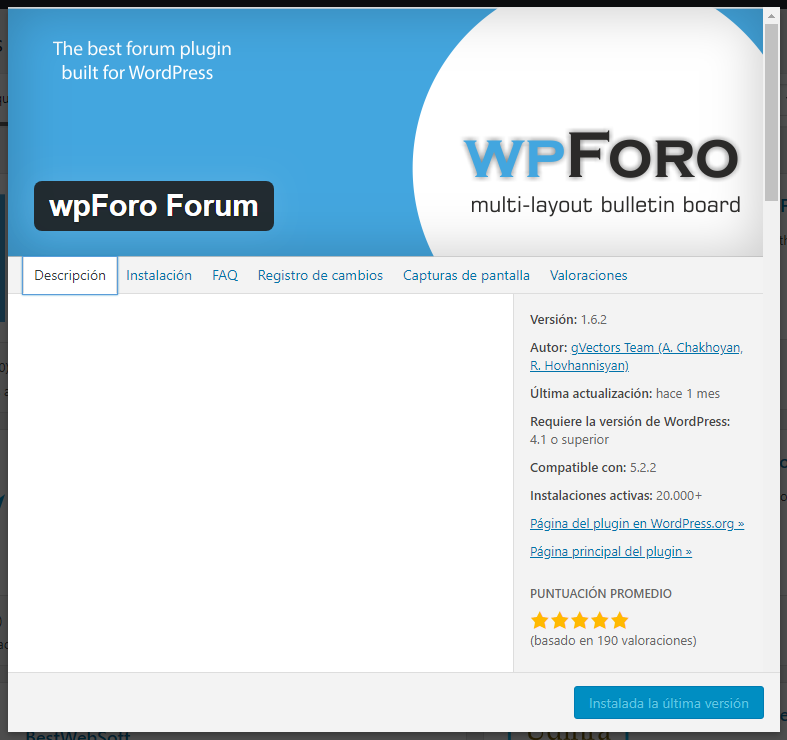 The best forum plugin
built for WordPress
wpForo
multi-layout bulletin board
wpForo Forum
Descripción Instalación FAQ Registro de cambios Capturas de pantalla Valoraciones
Versión: 1.6.2
Autor: gVectors Team (A. Chakhoyan,
R. Hovhannisyan)
Última actualización: hace 1 mes
Requiere la versión de WordPress:
4.1 o superior
Compatible con: 5.2.2
Instalaciones activas: 20.000+
Página del plugin en WordPress.org »
Página principal del plugin »
PUNTUACIÓN PROMEDIO
(basado en 190 valoraciones)
Instalada la última versión
BestWebSoft